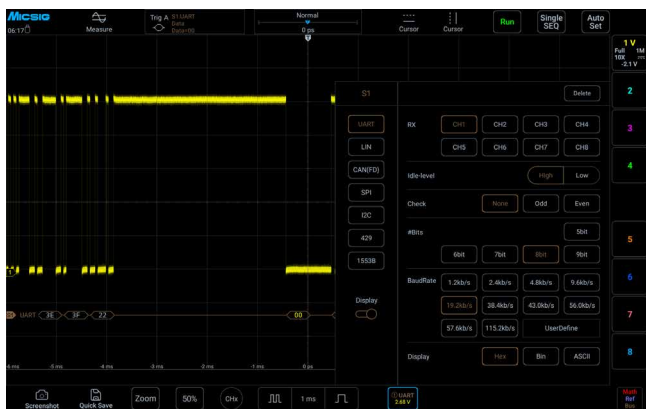 Micsig
06:17
Measure
Trig A S1 UART
Data
Data=00
Normal
0 ps
Cursor
Cursor
Run
Single SEQ
Auto Set
1 V
Full 1M
10X
-2.1 V
S1
Delete
2
UART
RX
CH1
CH2
CH3
CH4
3
LIN
CH5
CH6
CH7
CH8
CAN(FD)
Idle-level
High
Low
4
SPI
Check
None
Odd
Even
I2C
429
#Bits
5bit
5
1553B
6bit
7bit
8bit
9bit
BaudRate
1.2kb/s
2.4kb/s
4.8kb/s
9.6kb/s
6
Display
19.2kb/s
38.4kb/s
43.0kb/s
56.0kb/s
UART
3E
3F
22
00
57.6kb/s
115.2kb/s
UserDefine
7
Display
Hex
Bin
ASCII
8
-5 ms
-4 ms
-3 ms
-2 ms
-1 ms
0 ps
Screenshot
Quick Save
Zoom
50%
CHx
1 ms
UART
2.68 V
Math
Ref
Bus